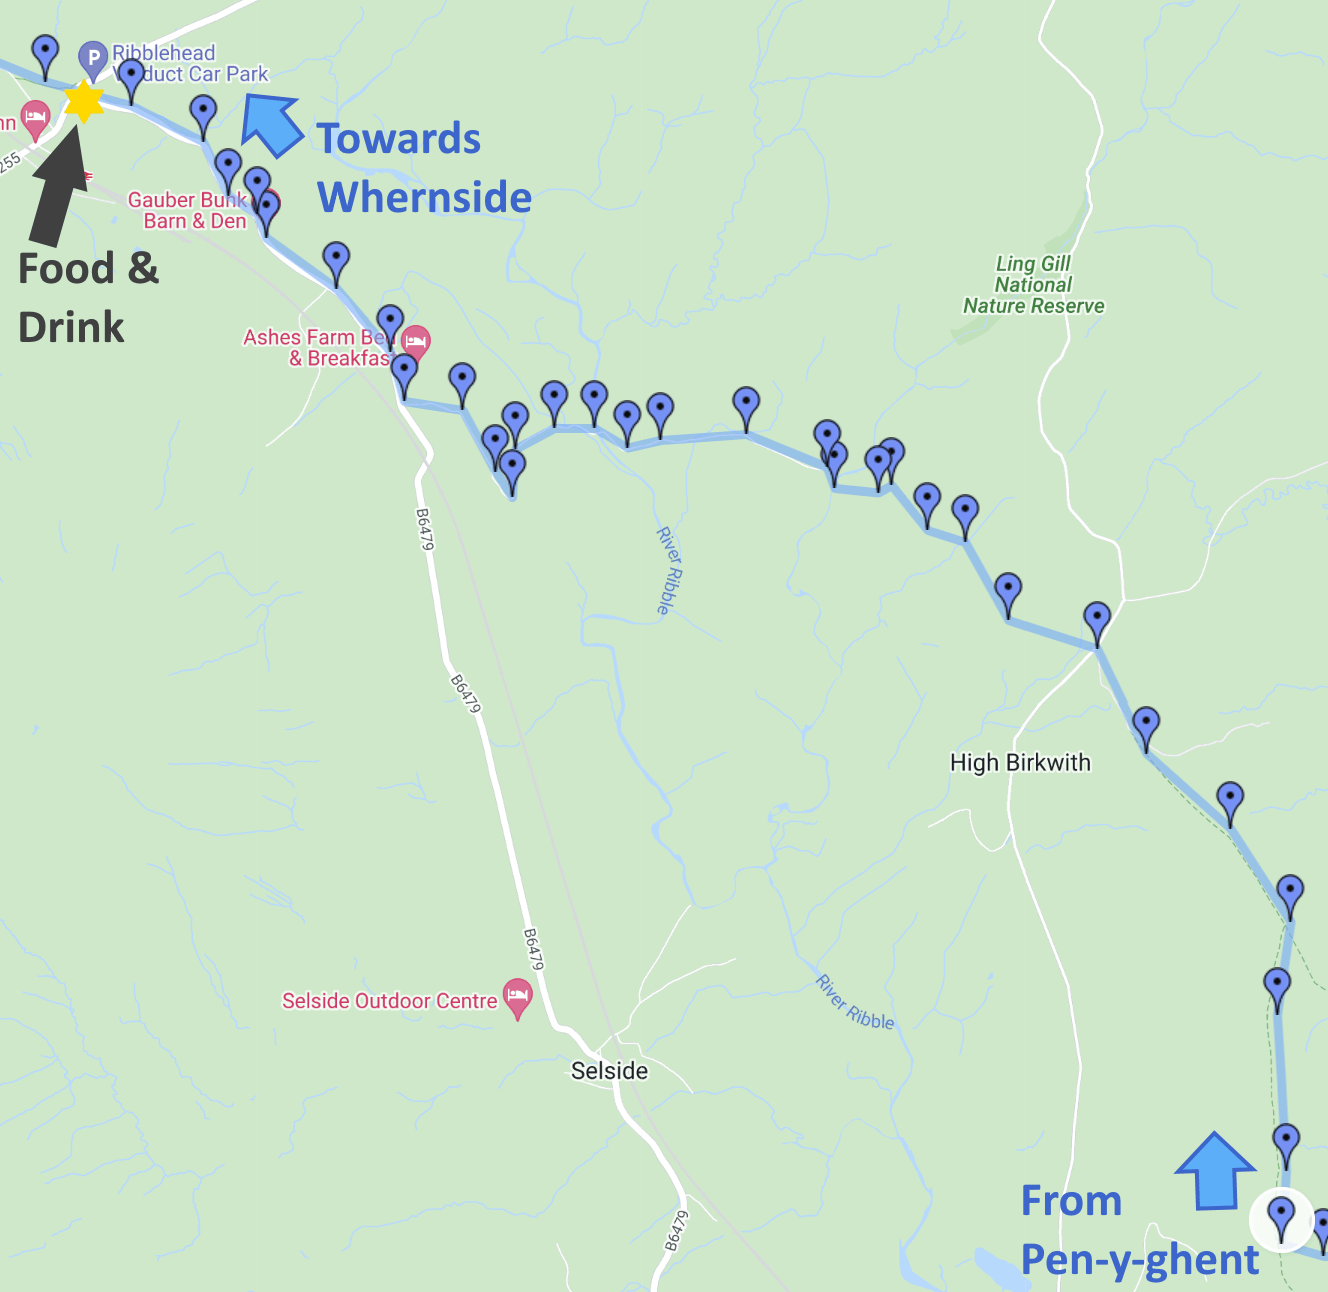 Ribblehead
Viaduct Car Park
nn
255
Towards
Whernside
Gauber Bunk
Barn & Den
Food &
Drink
Ling Gill
National
Nature Reserve
Ashes Farm Bed
& Breakfast
B6479
River Ribble
B6479
High Birkwith
B6479
Selside Outdoor Centre
River Ribble
Selside
B6479
From
Pen-y-ghent